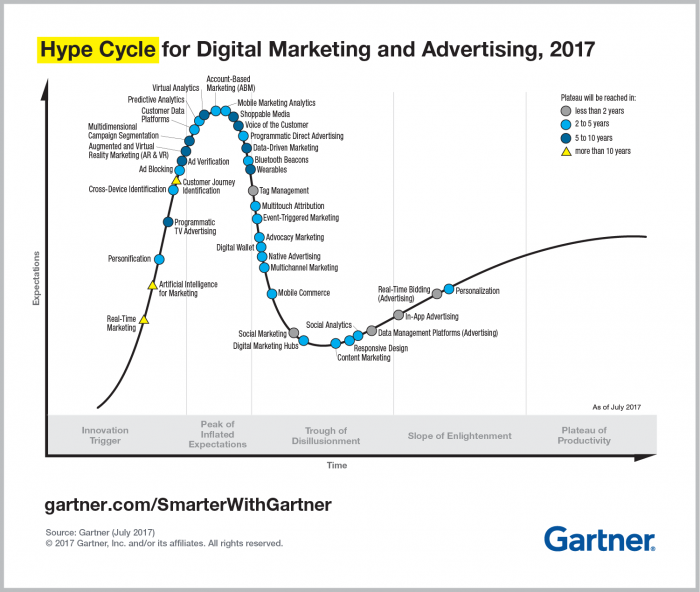 Hype Cycle for Digital Marketing and Advertising, 2017
Plateau will be reached in:
less than 2 years
2 to 5 years
5 to 10 years
more than 10 years
Expectations
Real-Time
Marketing
Artificial Intelligence
for Marketing
Personification
Programmatic
TV Advertising
Cross-Device Identification
Customer Journey
Identification
Ad Blocking
Ad Verification
Augmented and Virtual
Reality Marketing (AR & VR)
Multidimensional
Campaign Segmentation
Customer Data
Platforms
Predictive Analytics
Virtual Analytics
Account-Based
Marketing (ABM)
Mobile Marketing Analytics
Shoppable Media
Voice of the Customer
Programmatic Direct Advertising
Data-Driven Marketing
Bluetooth Beacons
Wearables
Tag Management
Multitouch Attribution
Event-Triggered Marketing
Advocacy Marketing
Digital Wallet
Native Advertising
Multichannel Marketing
Mobile Commerce
Social Marketing
Digital Marketing Hubs
Content Marketing
Responsive Design
Social Analytics
Data Management Platforms (Advertising)
In-App Advertising
Real-Time Bidding
(Advertising)
Personalization
As of July 2017
Innovation
Trigger
Peak of
Inflated
Expectations
Trough of
Disillusionment
Slope of Enlightenment
Plateau of
Productivity
Time
gartner.com/SmarterWithGartner
Source: Gartner (July 2017)
© 2017 Gartner, Inc. and/or its affiliates. All rights reserved.
Gartner®